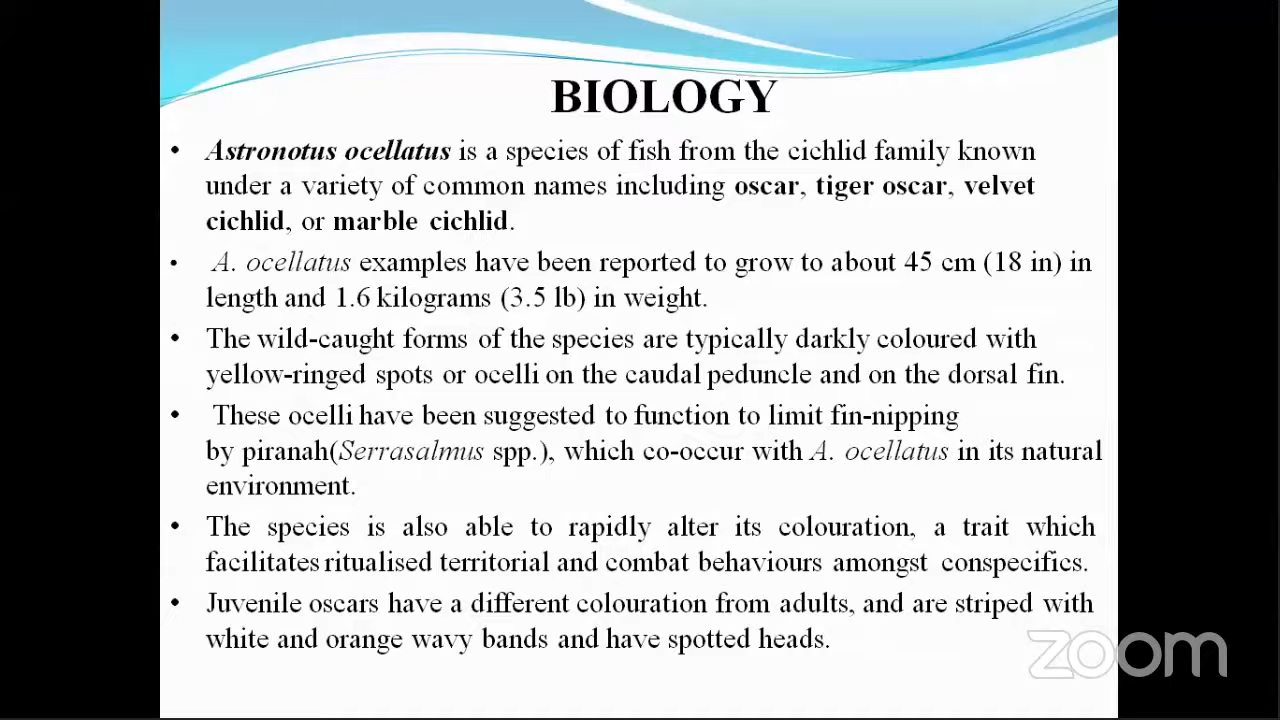 BIOLOGY
• Astronotus ocellatus is a species of fish from the cichlid family known
under a variety of common names including oscar, tiger oscar, velvet
cichlid, or marble cichlid.
• A. ocellatus examples have been reported to grow to about 45 cm (18 in) in
length and 1.6 kilograms (3.5 lb) in weight.
• The wild-caught forms of the species are typically darkly coloured with
yellow-ringed spots or ocelli on the caudal peduncle and on the dorsal fin.
• These ocelli have been suggested to function to limit fin-nipping
by piranah(Serrasalmus spp.), which co-occur with A. ocellatus in its natural
environment.
• The species is also able to rapidly alter its colouration, a trait which
facilitates ritualised territorial and combat behaviours amongst conspecifics.
• Juvenile oscars have a different colouration from adults, and are striped with
white and orange wavy bands and have spotted heads.
zoom